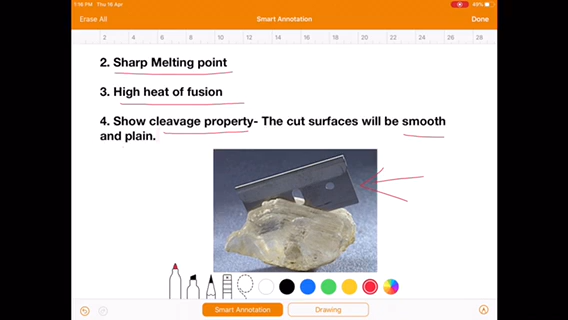 1:16 PM Thu 16 Apr
49%
Erase All
Smart Annotation
Done
2 4 6 8 10 12 14 16 18 20 22 24 26 28
2. Sharp Melting point
3. High heat of fusion
4. Show cleavage property- The cut surfaces will be smooth
and plain.
Smart Annotation
Drawing